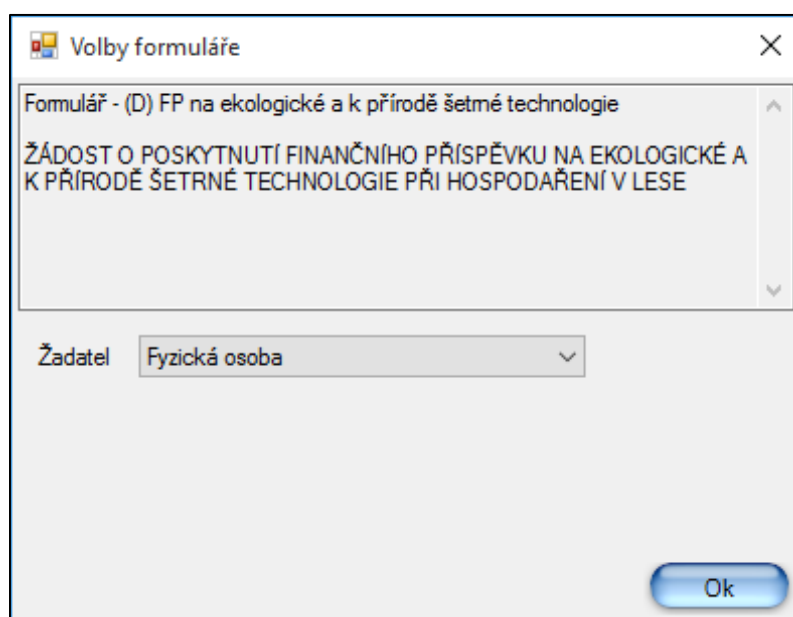 Volby formuláře
Formulář - (D) FP na ekologické a k přírodě šetrné technologie
ŽÁDOST O POSKYTNUTÍ FINANČNÍHO PŘÍSPĚVKU NA EKOLOGICKÉ A
K PŘÍRODĚ ŠETRNÉ TECHNOLOGIE PŘI HOSPODAŘENÍ V LESE
Žadatel Fyzická osoba
Ok